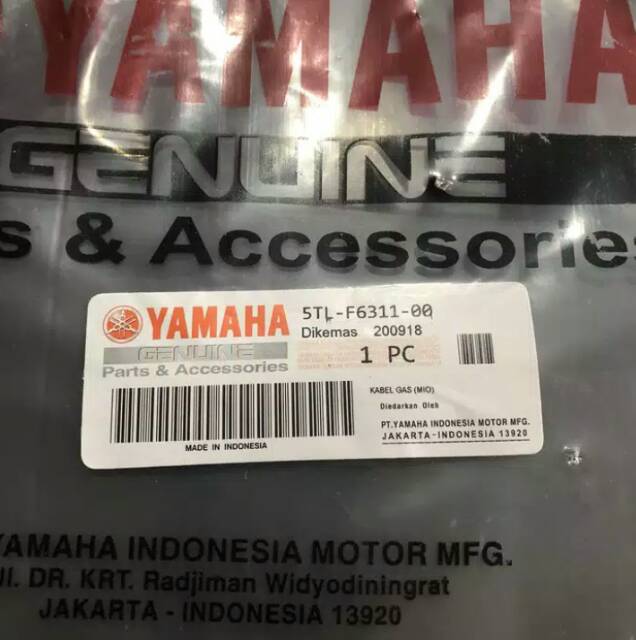 YAMAHA
GENUINE
s & Accessories
YAMAHA
GENUINE
Parts & Accessories
5TL-F6311-00
Dikemas 200918
1 PC
MADE IN INDONESIA
KABEL GAS (MIO)
Diedarkan Oleh
PT.YAMAHA INDONESIA MOTOR MFG.
JAKARTA-INDONESIA 13920
YAMAHA INDONESIA MOTOR MFG.
Jl. DR. KRT. Radjiman Widyodiningrat
JAKARTA - INDONESIA 13920